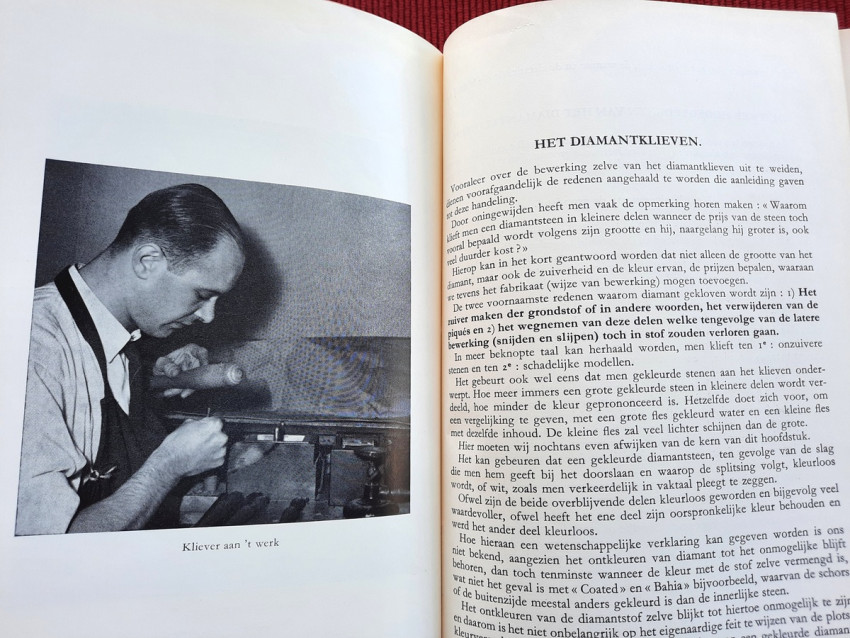 Kliever aan 't werk
HET DIAMANTKLIEVEN.
Vooraleer over de bewerking zelve van het diamantklieven uit te weiden,
dienen voorafgaandelijk de redenen aangehaald te worden die aanleiding gaven
tot deze handeling.
Door oningewijden heeft men vaak de opmerking horen maken : « Waarom
klieft men een diamantsteen in kleinere delen wanneer de prijs van de steen toch
vooral bepaald wordt volgens zijn grootte en hij, naargelang hij groter is, ook
veel duurder kost ? »
Hierop kan in het kort geantwoord worden dat niet alleen de grootte van het
diamant, maar ook de zuiverheid en de kleur ervan, de prijzen bepalen, waaraan
we tevens het fabrikaat (wijze van bewerking) mogen toevoegen.
De twee voornaamste redenen waarom diamant gekloven wordt zijn : 1) Het
zuiver maken der grondstof of in andere woorden, het verwijderen van de
piqués en 2) het wegnemen van deze delen welke tengevolge van de latere
bewerking (snijden en slijpen) toch in stof zouden verloren gaan.
In meer beknopte taal kan herhaald worden, men klieft ten 1e : onzuivere
stenen en ten 2e : schadelijke modellen.
Het gebeurt ook wel eens dat men gekleurde stenen aan het klieven onder-
werpt. Hoe meer immers een grote gekleurde steen in kleinere delen wordt ver-
deeld, hoe minder de kleur geprononceerd is. Hetzelfde doet zich voor, om
een vergelijking te geven, met een grote fles gekleurd water en een kleine fles
met dezelfde inhoud. De kleine fles zal veel lichter schijnen dan de grote.
Hier moeten wij nochtans even afwijken van de kern van dit hoofdstuk.
Het kan gebeuren dat een gekleurde diamantsteen, ten gevolge van de slag
die men hem geeft bij het doorslaan en waarop de splitsing volgt, kleurloos
wordt, of wit, zoals men verkeerdelijk in vaktaal pleegt te zeggen.
Ofwel zijn de beide overblijvende delen kleurloos geworden en bijgevolg veel
waardevoller, ofwel heeft het ene deel zijn oorspronkelijke kleur behouden en
werd het ander deel kleurloos.
Hoe hieraan een wetenschappelijke verklaring kan gegeven worden is ons
niet bekend, aangezien het ontkleuren van diamant tot het onmogelijke blijft
behoren, dan toch tenminste wanneer de kleur met de stof zelve vermengd is,
wat niet het geval is met « Coated » en « Bahia » bijvoorbeeld, waarvan de schors
of de buitenzijde meestal anders gekleurd is dan de innerlijke steen.
Het ontkleuren van de diamantstof zelve blijkt tot hiertoe onmogelijk te zijn
en daarom is het niet onbelangrijk op het eigenaardige feit te wijzen van de plots
een gekleurde diaman